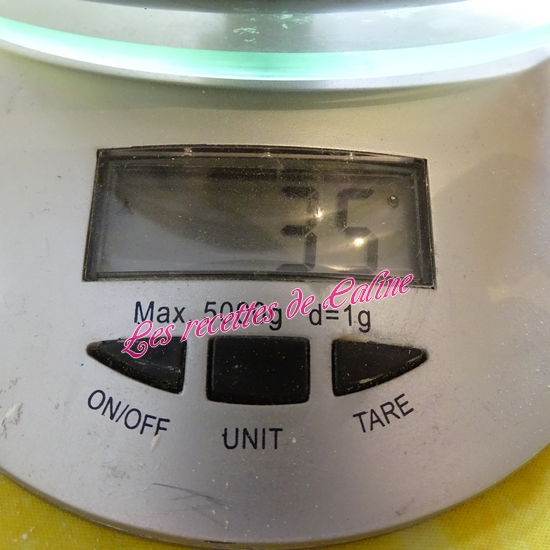 35
Max 5000g d=1g
Les recettes de Caline
ON/OFF UNIT TARE